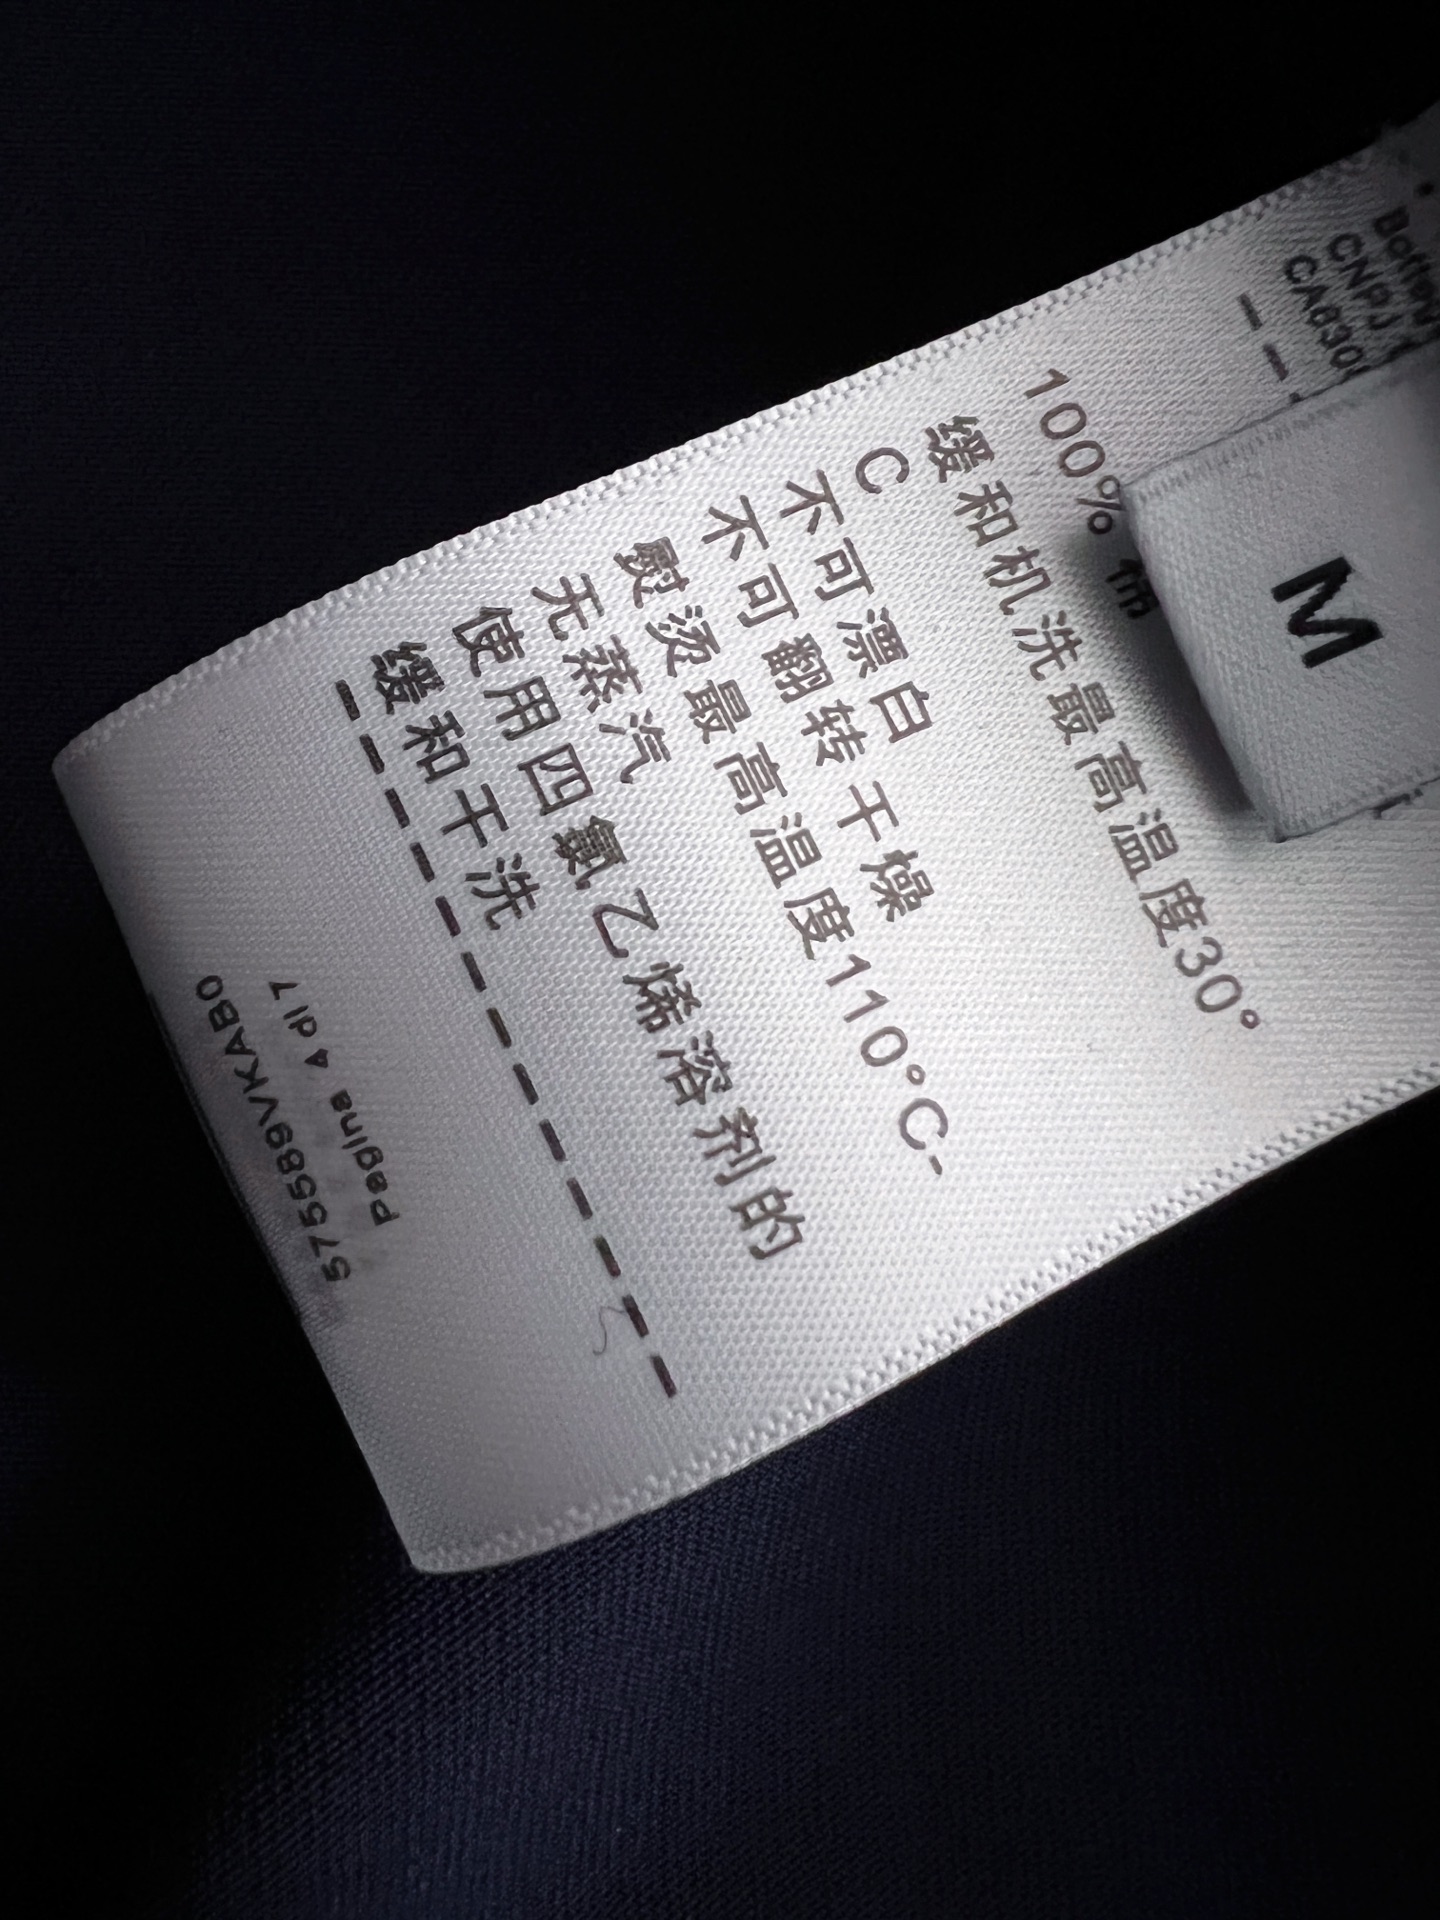 M
CNPJ
100% 棉
缓和机洗最高温度30°
C
不可漂白
不可翻转干燥
熨烫最高温度110°C-
无蒸汽
使用四氯乙烯溶剂的
缓和干洗
Pagina 4 di 7
575589VKAB0